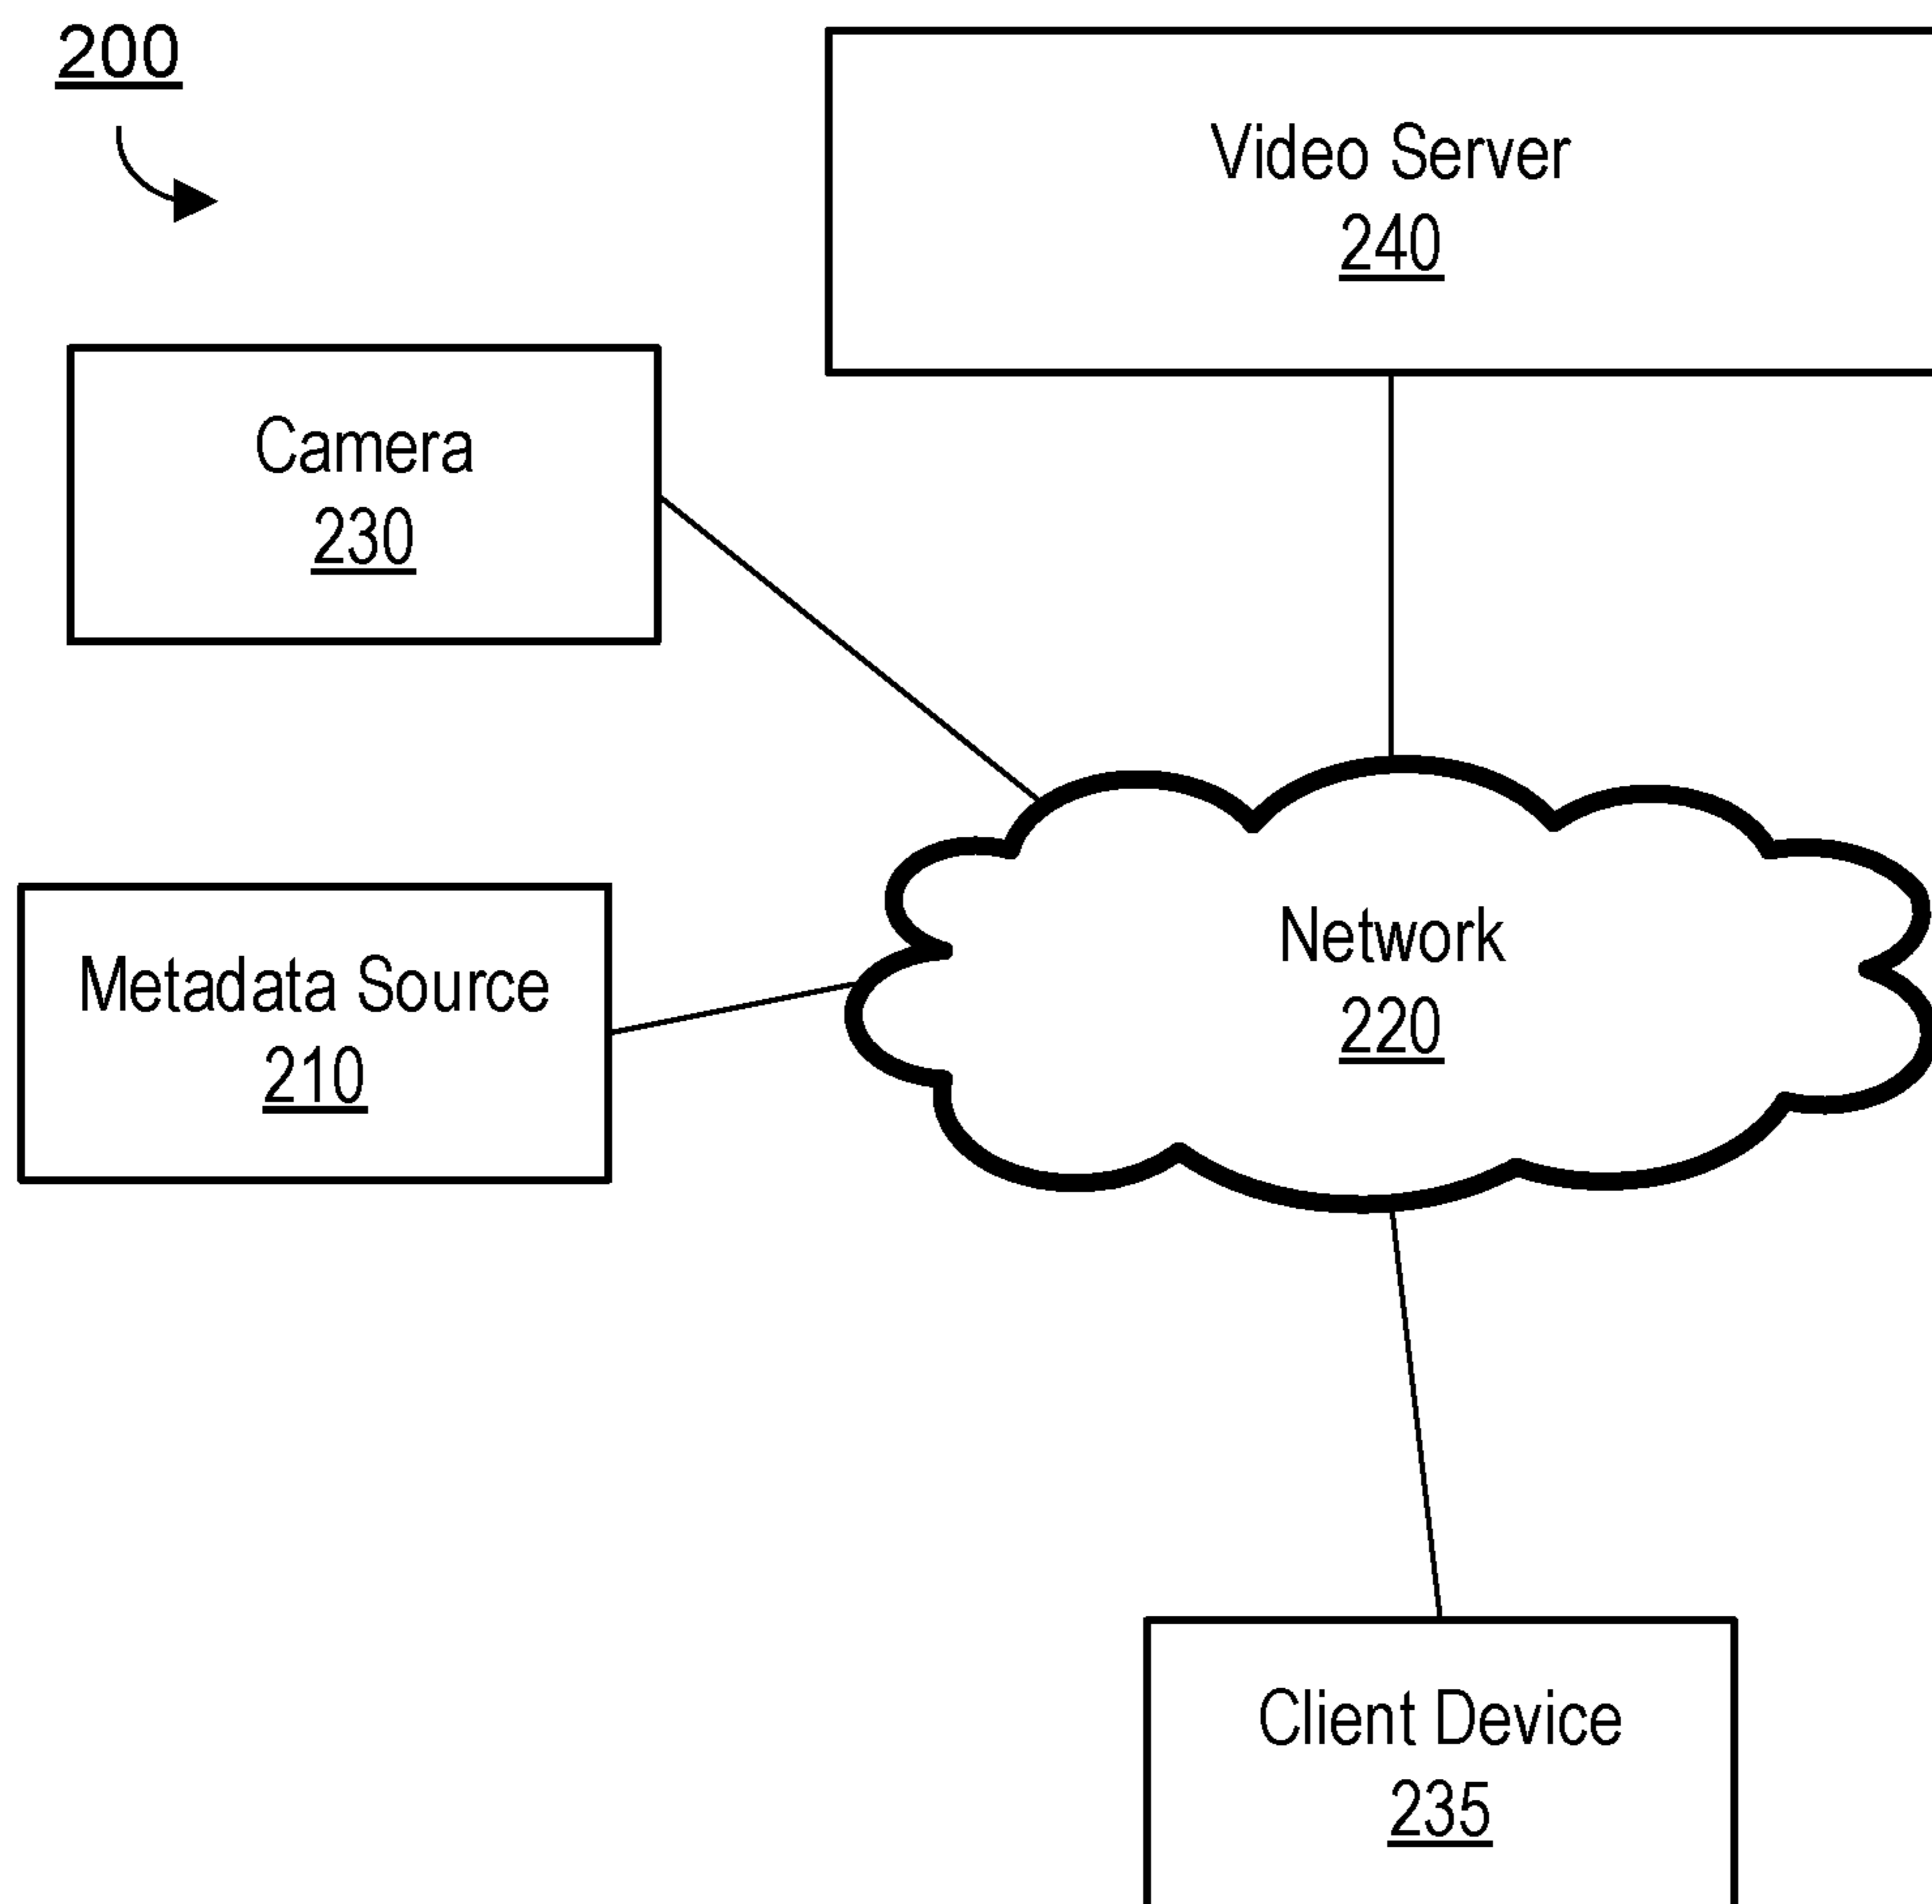 200
Video Server
240
Camera
230
Network
220
Metadata Source
210
Client Device
235